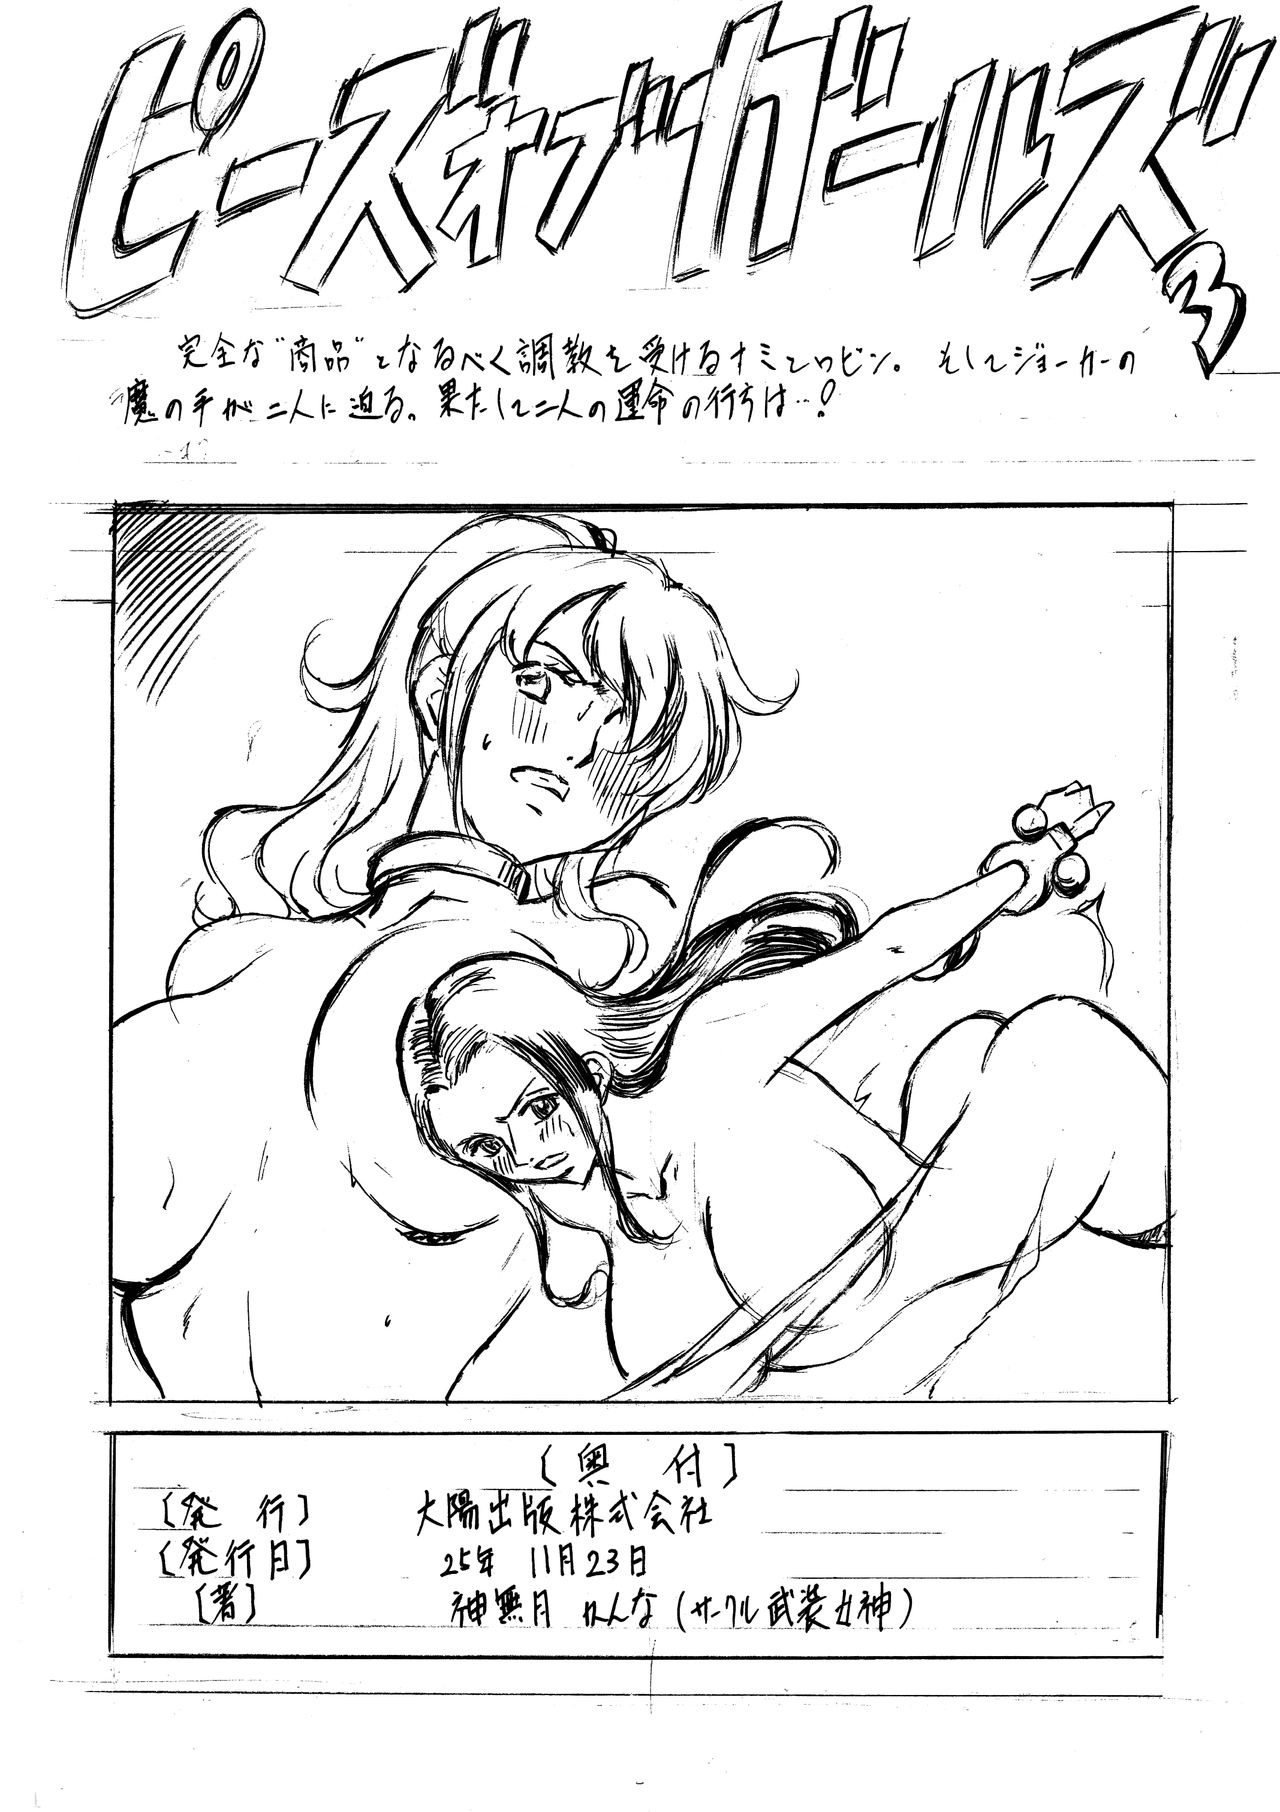 ピースオブガールズ
3
完全な"商品"となるべく調教を受けるナミとロビン。そしてジョーカーの
魔の手が二人に迫る。果たして二人の運命の行方は…!
〔奥 付〕
〔発 行〕 大陽出版株式会社
〔発行日〕 25年 11月23日
〔著〕 神無月 かんな(サークル武装女神)